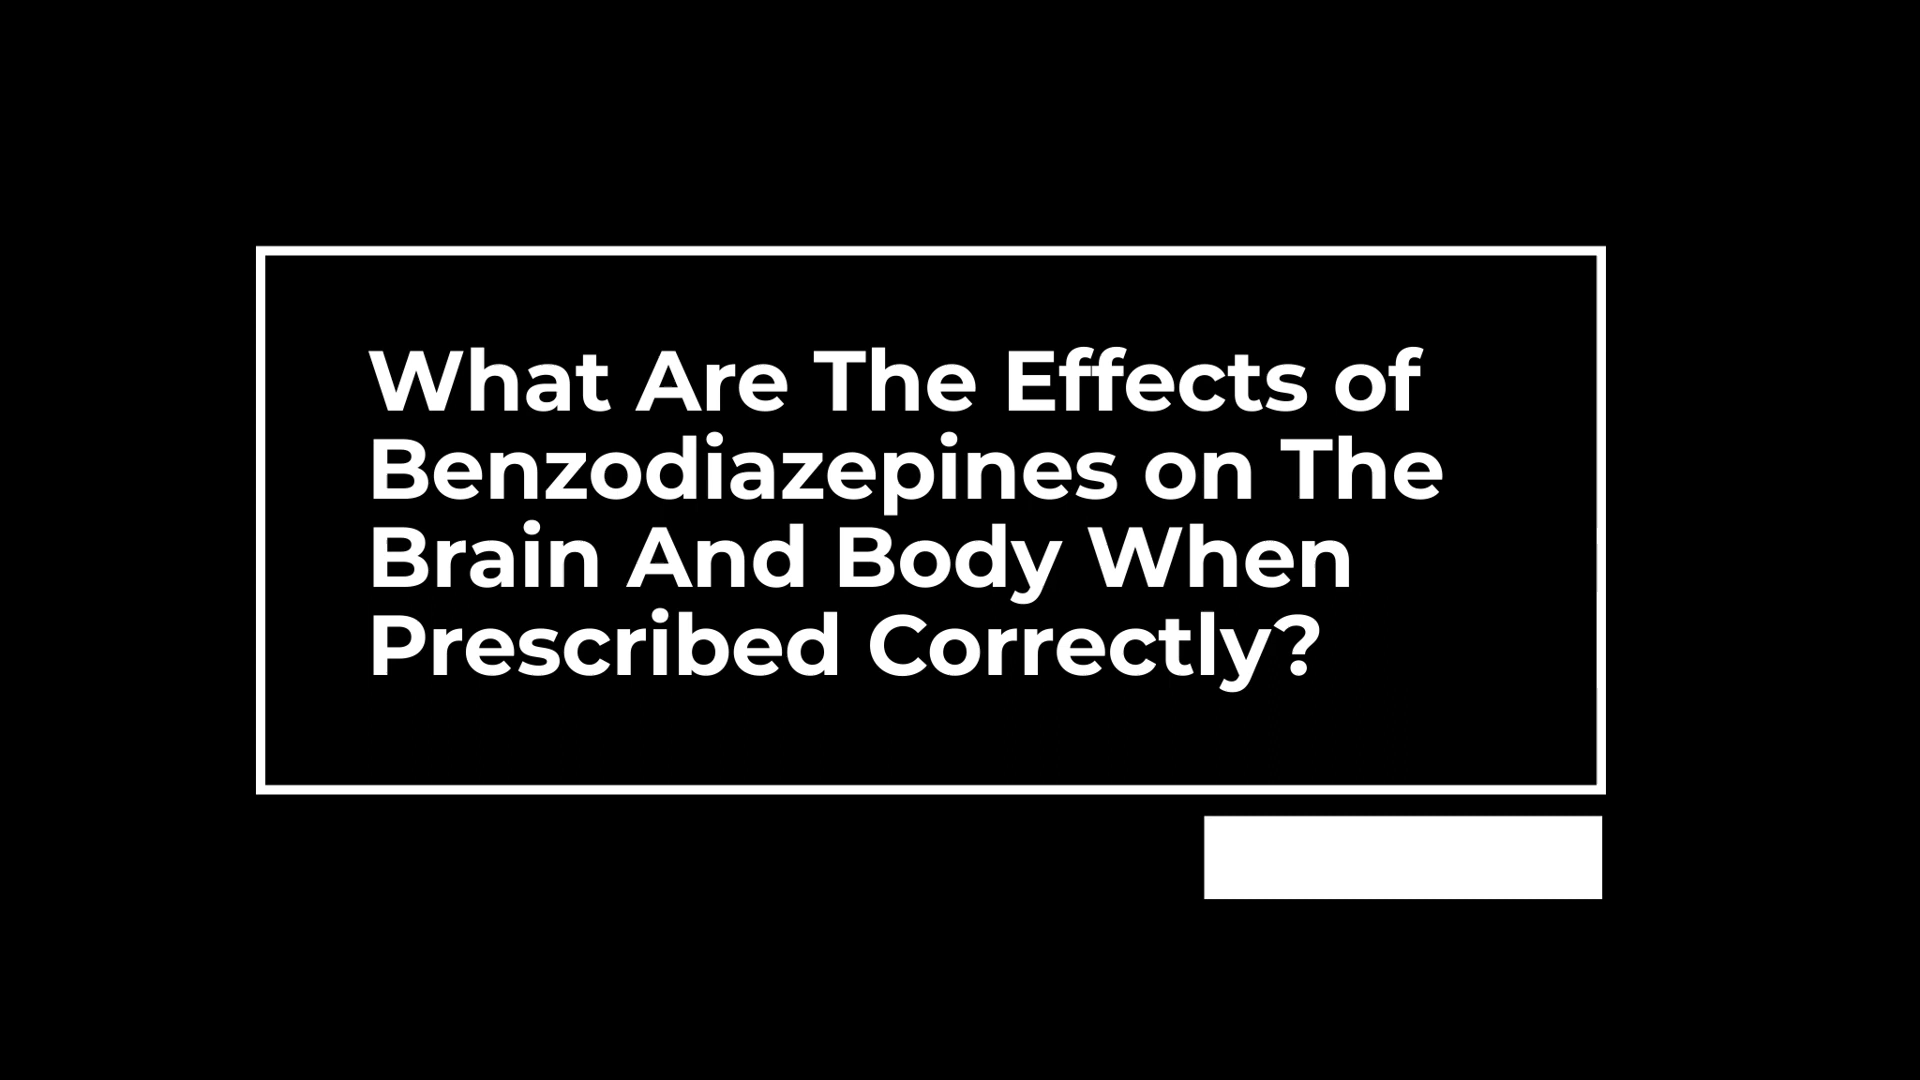 What Are The Effects of
Benzodiazepines on The
Brain And Body When
Prescribed Correctly?